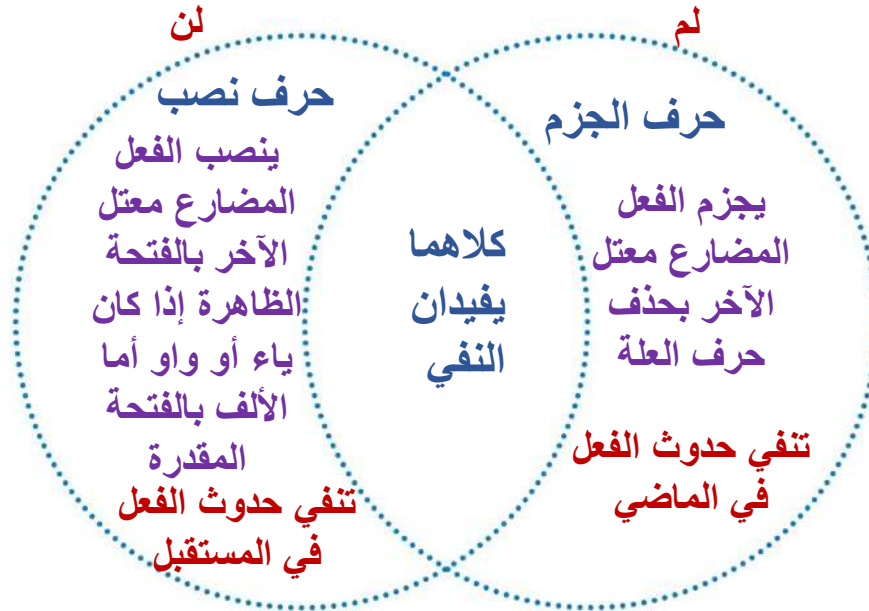 لم
حرف الجزم
يجزم الفعل
المضارع معتل
الآخر بحذف
حرف العلة
تنفي حدوث الفعل
في الماضي
كلاهما
يفيدان
النفي
لن
حرف نصب
ينصب الفعل
المضارع معتل
الآخر بالفتحة
الظاهرة إذا كان
ياء أو واو أما
الألف بالفتحة
المقدرة
تنفي حدوث الفعل
في المستقبل